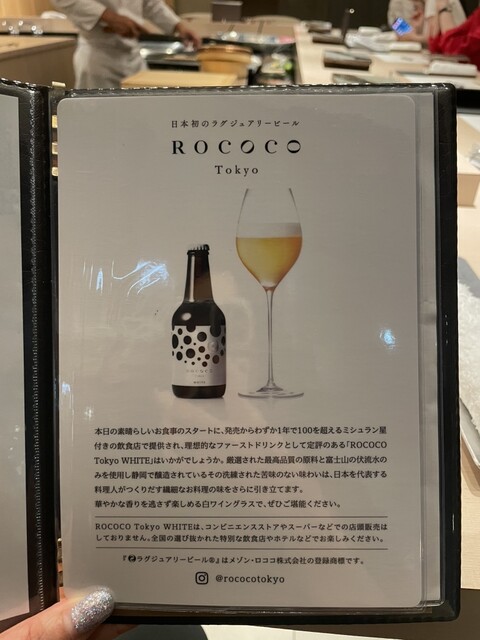 日本初のラグジュアリービール
ROCOCO
Tokyo
本日の素晴らしいお食事のスタートに、発売からわずか1年で100を超えるミシュラン星
付きの飲食店で提供され、理想的なファーストドリンクとして定評のある「ROCOCO
Tokyo WHITE」はいかがでしょうか。厳選された最高品質の原料と富士山の伏流水の
みを使用し静岡で醸造されているその洗練された苦味のない味わいは、日本を代表する
料理人がつくりだす繊細なお料理の味をさらに引き立てます。
華やかな香りを逃さず楽しめる白ワイングラスで、ぜひご堪能ください。
ROCOCO Tokyo WHITEは、コンビニエンスストアやスーパーなどでの店頭販売は
しておりません。全国の選び抜かれた特別な飲食店やホテルなどでお楽しみください。
『ラグジュアリービール®』はメゾン・ロココ株式会社の登録商標です。
@rococotokyo